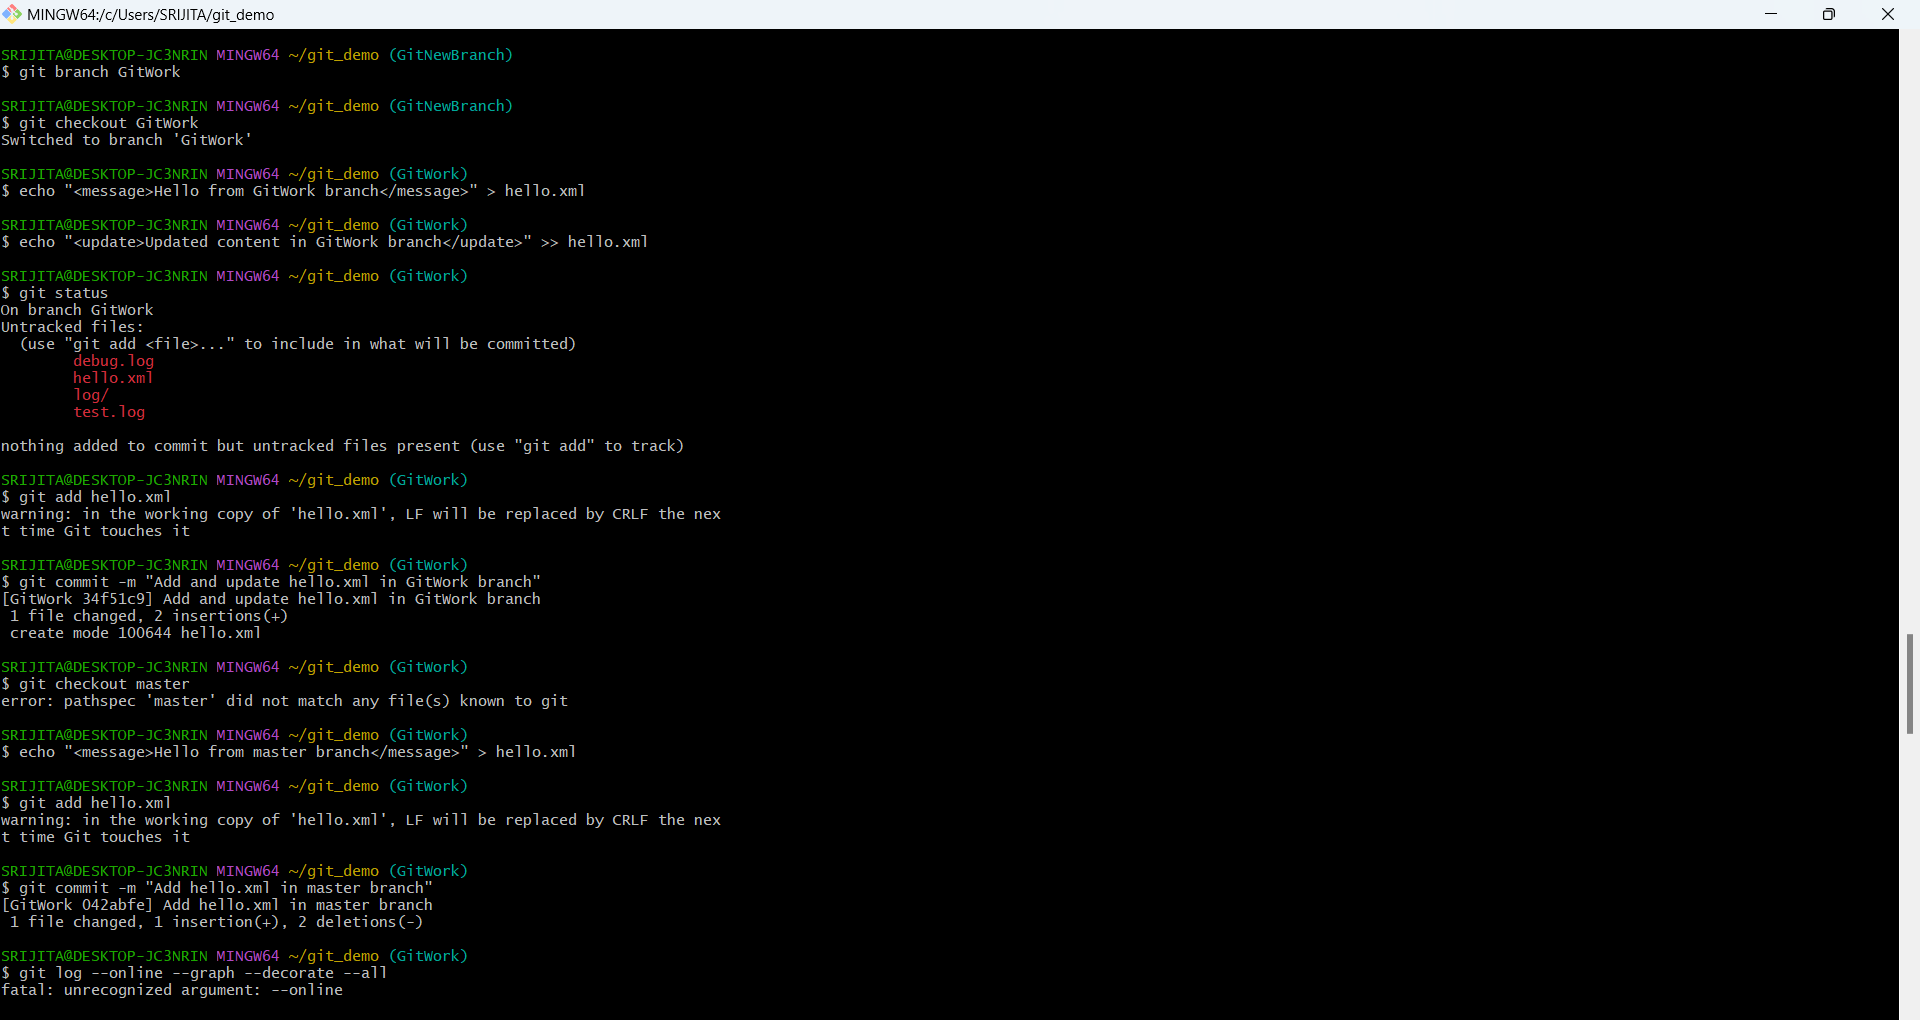 MINGW64:/c/Users/SRIJITA/git_demo
SRIJITA@DESKTOP-JC3NRIN MINGW64 ~/git_demo (GitNewBranch)
$ git branch GitWork
SRIJITA@DESKTOP-JC3NRIN MINGW64 ~/git_demo (GitNewBranch)
$ git checkout GitWork
Switched to branch 'GitWork'
SRIJITA@DESKTOP-JC3NRIN MINGW64 ~/git_demo (GitWork)
$ echo "<message>Hello from GitWork branch</message>" > hello.xml
SRIJITA@DESKTOP-JC3NRIN MINGW64 ~/git_demo (GitWork)
$ echo "<update>Updated content in GitWork branch</update>" >> hello.xml
SRIJITA@DESKTOP-JC3NRIN MINGW64 ~/git_demo (GitWork)
$ git status
On branch GitWork
Untracked files:
  (use "git add <file>..." to include in what will be committed)
        debug.log
        hello.xml
        log/
        test.log
nothing added to commit but untracked files present (use "git add" to track)
SRIJITA@DESKTOP-JC3NRIN MINGW64 ~/git_demo (GitWork)
$ git add hello.xml
warning: in the working copy of 'hello.xml', LF will be replaced by CRLF the nex
t time Git touches it
SRIJITA@DESKTOP-JC3NRIN MINGW64 ~/git_demo (GitWork)
$ git commit -m "Add and update hello.xml in GitWork branch"
[GitWork 34f51c9] Add and update hello.xml in GitWork branch
 1 file changed, 2 insertions(+)
 create mode 100644 hello.xml
SRIJITA@DESKTOP-JC3NRIN MINGW64 ~/git_demo (GitWork)
$ git checkout master
error: pathspec 'master' did not match any file(s) known to git
SRIJITA@DESKTOP-JC3NRIN MINGW64 ~/git_demo (GitWork)
$ echo "<message>Hello from master branch</message>" > hello.xml
SRIJITA@DESKTOP-JC3NRIN MINGW64 ~/git_demo (GitWork)
$ git add hello.xml
warning: in the working copy of 'hello.xml', LF will be replaced by CRLF the nex
t time Git touches it
SRIJITA@DESKTOP-JC3NRIN MINGW64 ~/git_demo (GitWork)
$ git commit -m "Add hello.xml in master branch"
[GitWork 042abfe] Add hello.xml in master branch
 1 file changed, 1 insertion(+), 2 deletions(-)
SRIJITA@DESKTOP-JC3NRIN MINGW64 ~/git_demo (GitWork)
$ git log --online --graph --decorate --all
fatal: unrecognized argument: --online